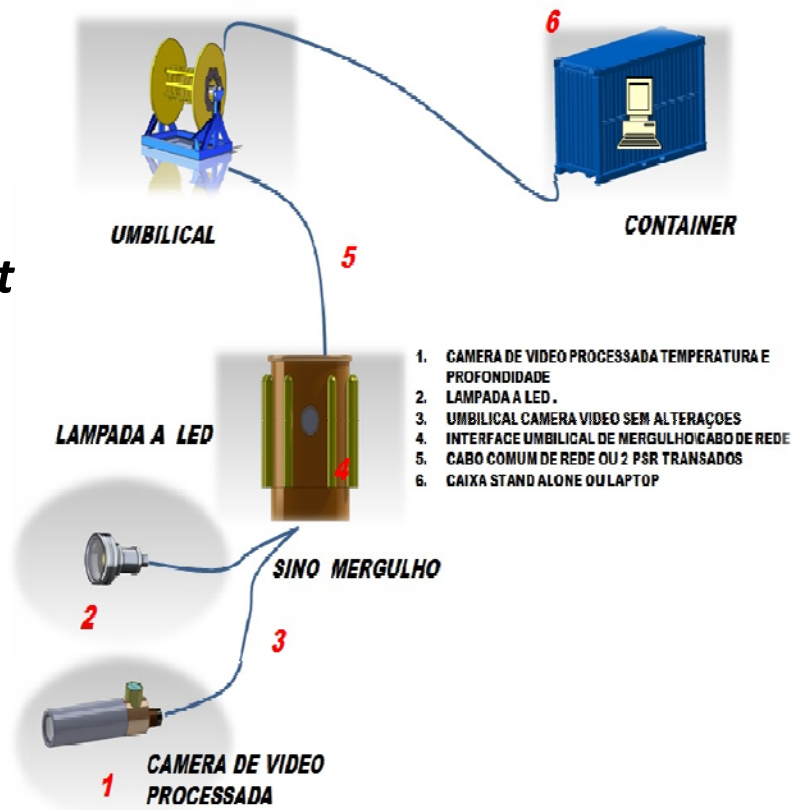 6
UMBILICAL
CONTAINER
5
t
1. CAMERA DE VIDEO PROCESSADA TEMPERATURA E
PROFONDIDADE
2. LAMPADA A LED .
3. UMBILICAL CAMERA VIDEO SEM ALTERAÇOES
4. INTERFACE UMBILICAL DE MERGULHO\CABO DE REDE
5. CABO COMUM DE REDE OU 2 PSR TRANSADOS
6. CAIXA STAND ALONE OU LAPTOP
LAMPADA A LED
4
SINO MERGULHO
2
3
1
CAMERA DE VIDEO
PROCESSADA